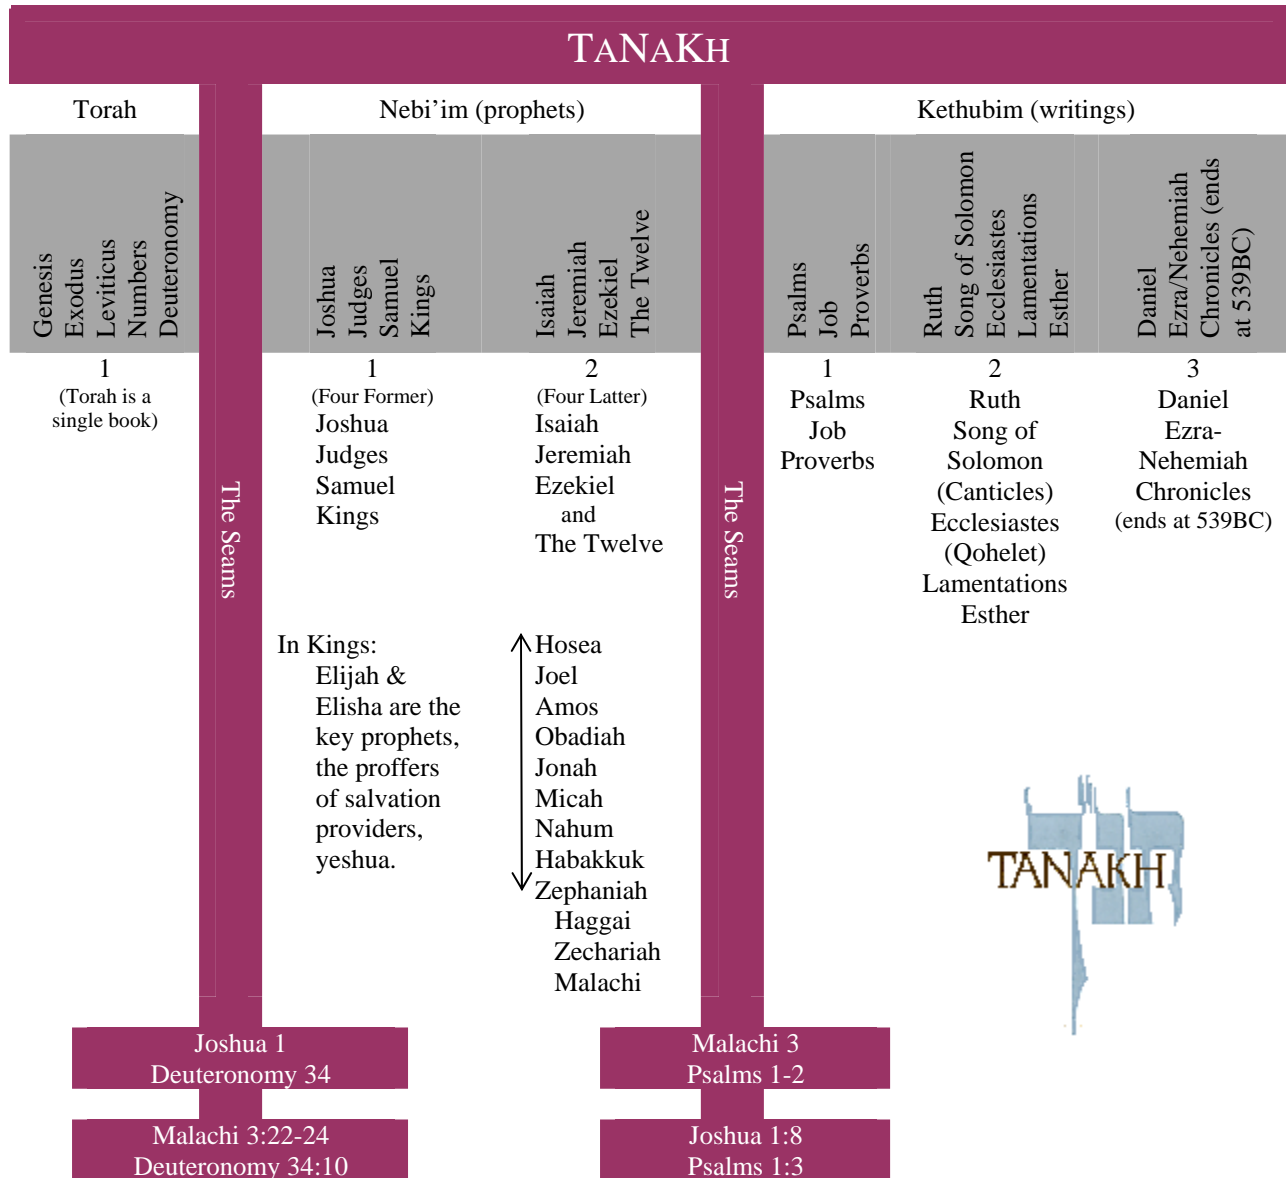 TANAKH
Torah
Nebi’im (prophets)
Kethubim (writings)
Genesis
Exodus
Leviticus
Numbers
Deuteronomy
Joshua
Judges
Samuel
Kings
Isaiah
Jeremiah
Ezekiel
The Twelve
Psalms
Job
Proverbs
Ruth
Song of Solomon
Ecclesiastes
Lamentations
Esther
Daniel
Ezra/Nehemiah
Chronicles (ends
at 539BC)
1
(Torah is a
single book)
The Seams
1
(Four Former)
Joshua
Judges
Samuel
Kings
In Kings:
Elijah &
Elisha are the
key prophets,
the proffers
of salvation
providers,
yeshua.
2
(Four Latter)
Isaiah
Jeremiah
Ezekiel
and
The Twelve
Hosea
Joel
Amos
Obadiah
Jonah
Micah
Nahum
Habakkuk
Zephaniah
Haggai
Zechariah
Malachi
The Seams
1
Psalms
Job
Proverbs
2
Ruth
Song of
Solomon
(Canticles)
Ecclesiastes
(Qohelet)
Lamentations
Esther
3
Daniel
Ezra-
Nehemiah
Chronicles
(ends at 539BC)
TANAKH
Joshua 1
Deuteronomy 34
Malachi 3:22-24
Deuteronomy 34:10
Malachi 3
Psalms 1-2
Joshua 1:8
Psalms 1:3